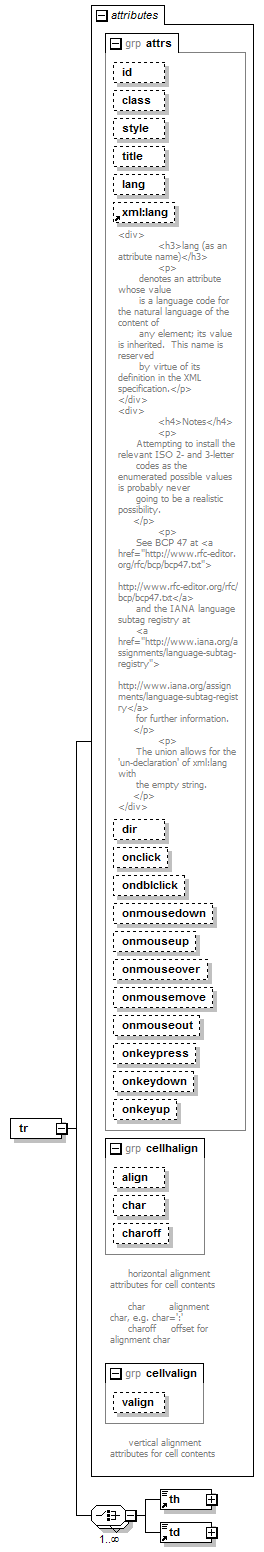 attributes
grp attrs
id
class
style
title
lang
xml:lang
<div>
<h3>lang (as an
attribute name)</h3>
<p>
denotes an attribute
whose value
is a language code for
the natural language of the
content of
any element; its value
is inherited.  This name is
reserved
by virtue of its
definition in the XML
specification.</p>
</div>
<div>
<h4>Notes</h4>
<p>
Attempting to install the
relevant ISO 2- and 3-letter
codes as the
enumerated possible values
is probably never
going to be a realistic
possibility.
</p>
<p>
See BCP 47 at <a
href="http://www.rfc-editor.
org/rfc/bcp/bcp47.txt">
http://www.rfc-editor.org/rfc/
bcp/bcp47.txt</a>
and the IANA language
subtag registry at
<a
href="http://www.iana.org/a
ssignments/language-subtag-
registry">
http://www.iana.org/assign
ments/language-subtag-regist
ry</a>
for further information.
</p>
<p>
The union allows for the
'un-declaration' of xml:lang
with
the empty string.
</p>
</div>
dir
onclick
ondblclick
onmousedown
onmouseup
onmouseover
onmousemove
onmouseout
onkeypress
onkeydown
onkeyup
tr
grp cellhalign
align
char
charoff
horizontal alignment
attributes for cell contents
char alignment
char, e.g. char=':'
charoff offset for
alignment char
grp cellvalign
valign
vertical alignment
attributes for cell contents
th
1..∞
td